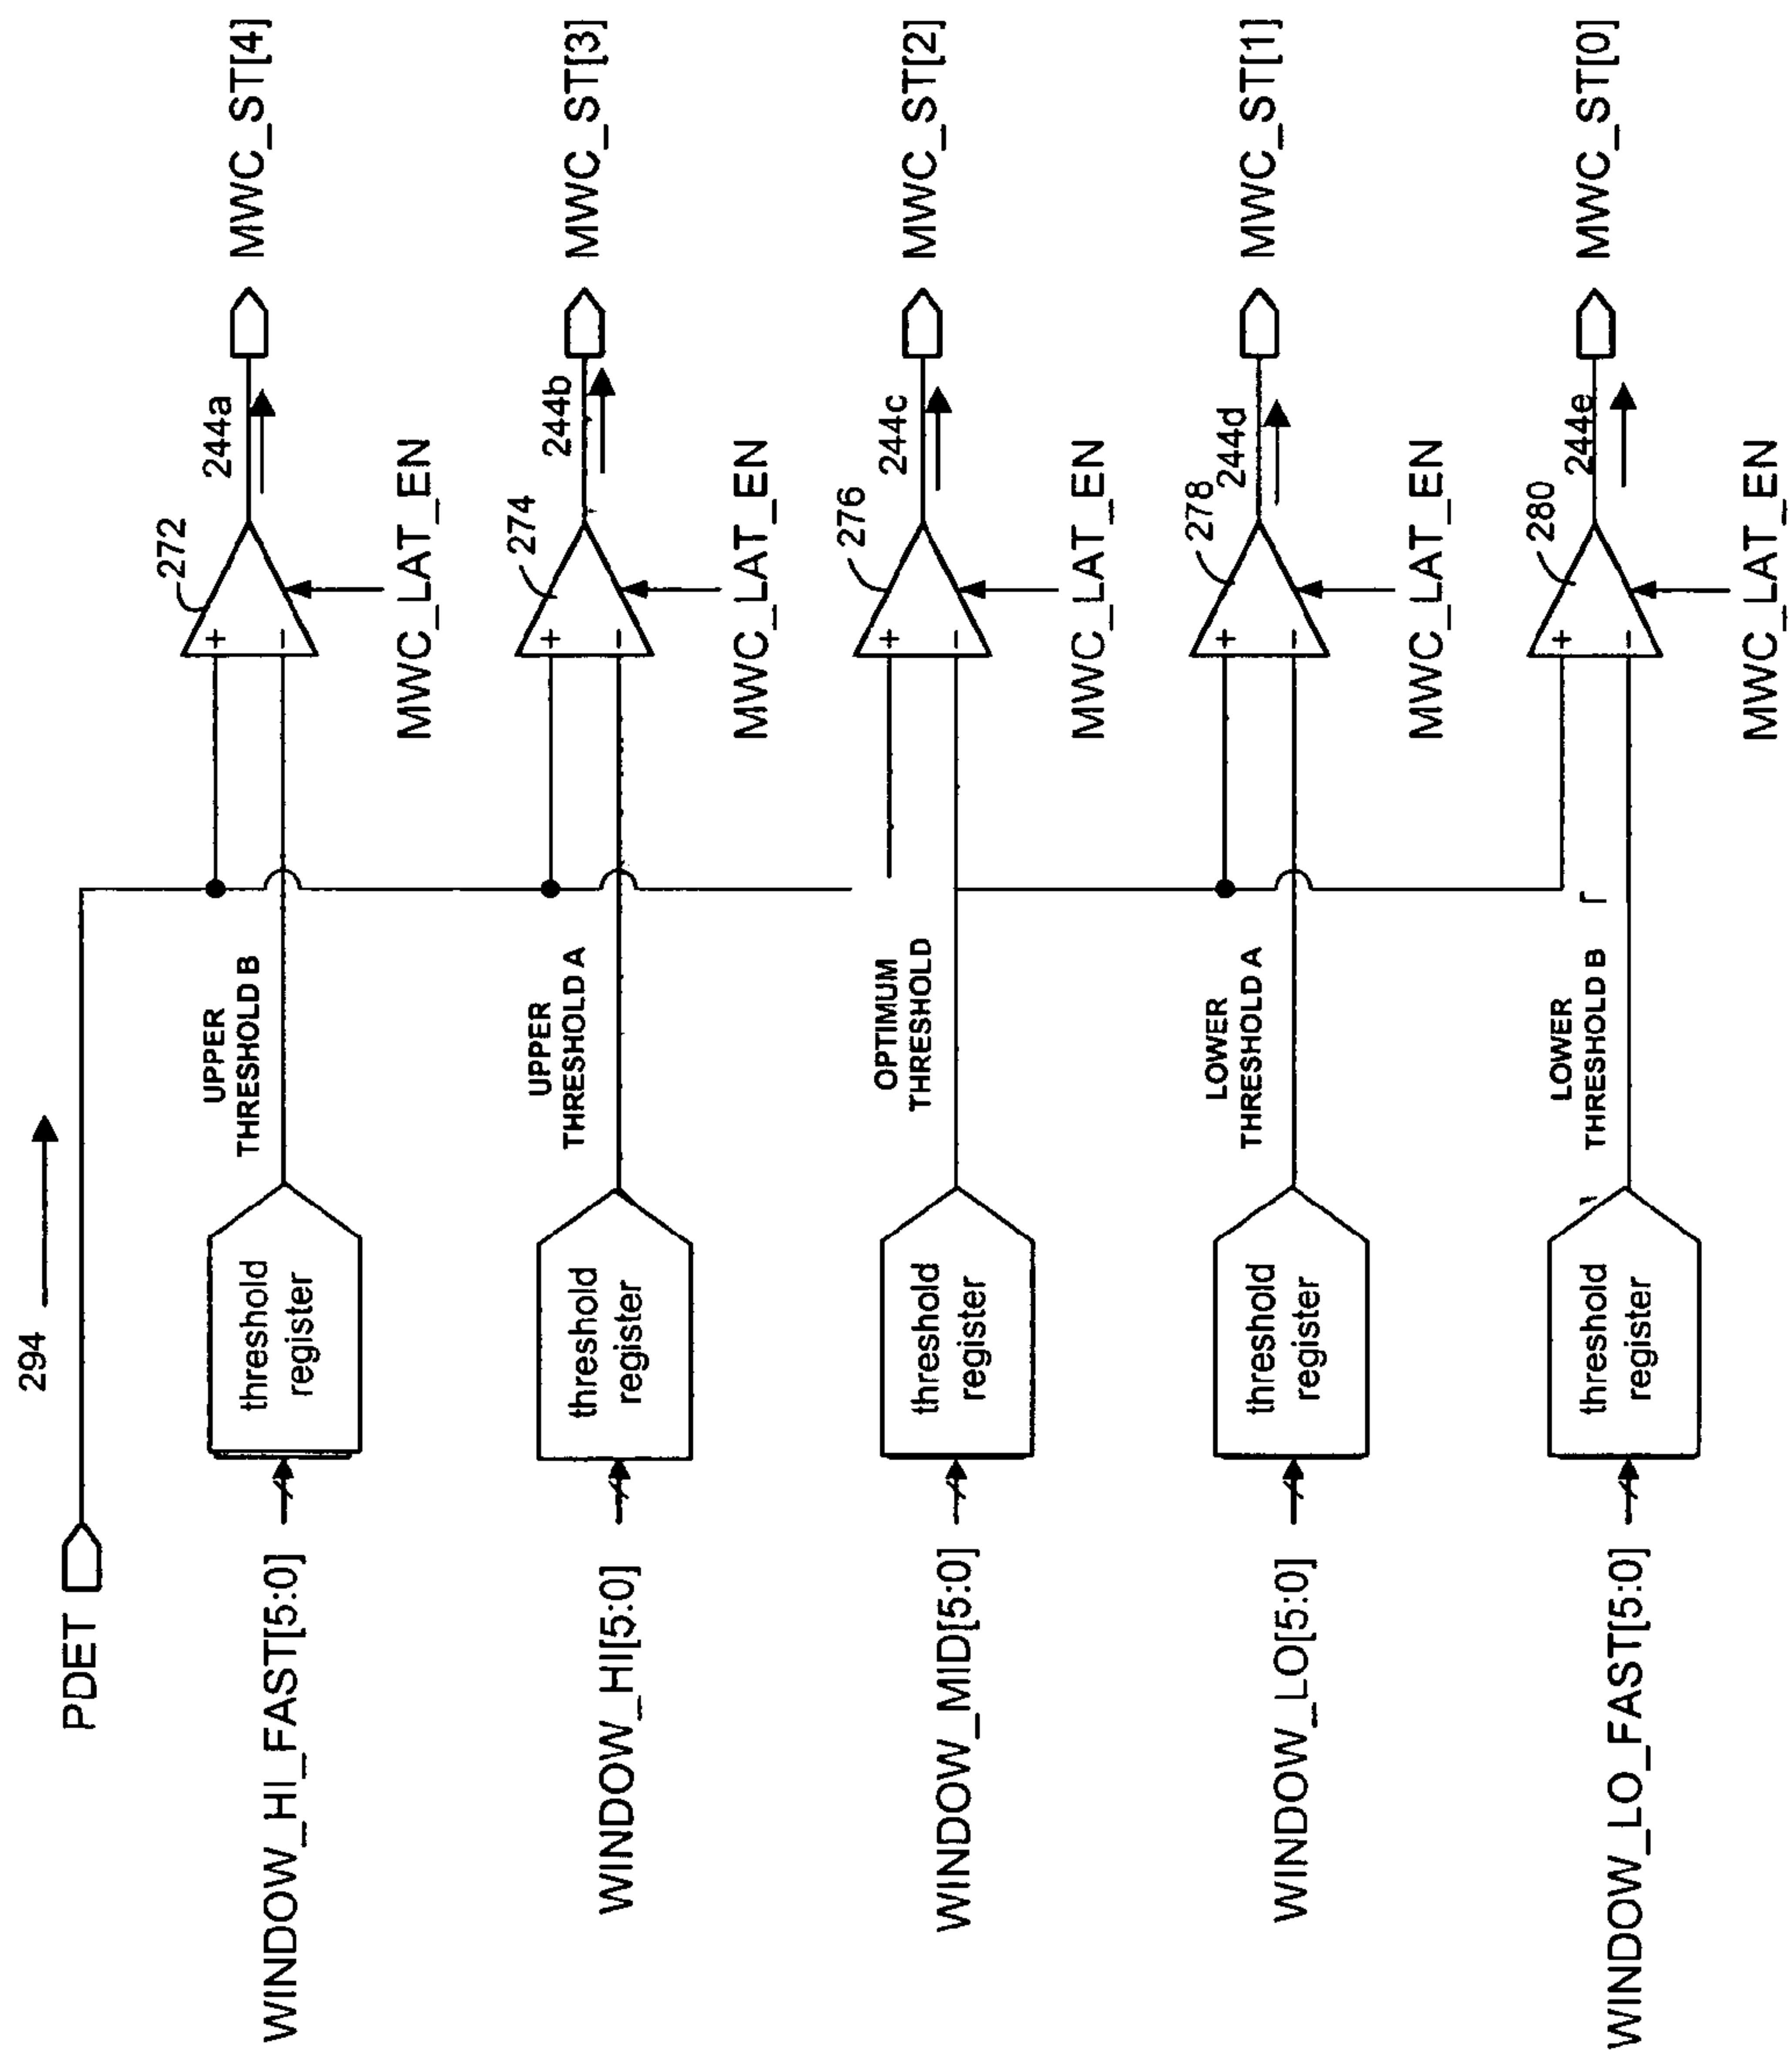 294
PDET
WINDOW_HI_FAST[5:0]
threshold
register
UPPER
THRESHOLD B
272
+
−
MWC_LAT_EN
244a
MWC_ST[4]
WINDOW_HI[5:0]
threshold
register
UPPER
THRESHOLD A
274
+
−
MWC_LAT_EN
244b
MWC_ST[3]
WINDOW_MID[5:0]
threshold
register
OPTIMUM
THRESHOLD
276
+
−
MWC_LAT_EN
244c
MWC_ST[2]
WINDOW_LO[5:0]
threshold
register
LOWER
THRESHOLD A
278
+
−
MWC_LAT_EN
244d
MWC_ST[1]
WINDOW_LO_FAST[5:0]
threshold
register
LOWER
THRESHOLD B
280
+
−
MWC_LAT_EN
244e
MWC_ST[0]